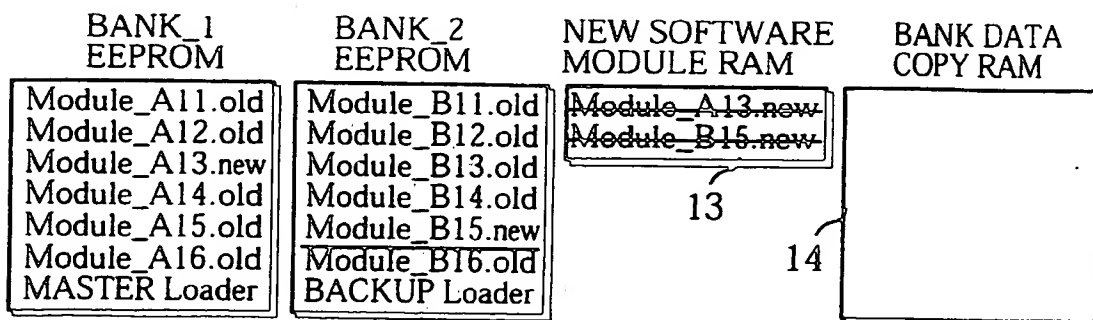 BANK_1
EEPROM
Module_A11.old
Module_A12.old
Module_A13.new
Module_A14.old
Module_A15.old
Module_A16.old
MASTER Loader
BANK_2
EEPROM
Module_B11.old
Module_B12.old
Module_B13.old
Module_B14.old
Module_B15.new
Module_B16.old
BACKUP Loader
NEW SOFTWARE
MODULE RAM
Module_A13.new
Module_B15.new
13
BANK DATA
COPY RAM
14